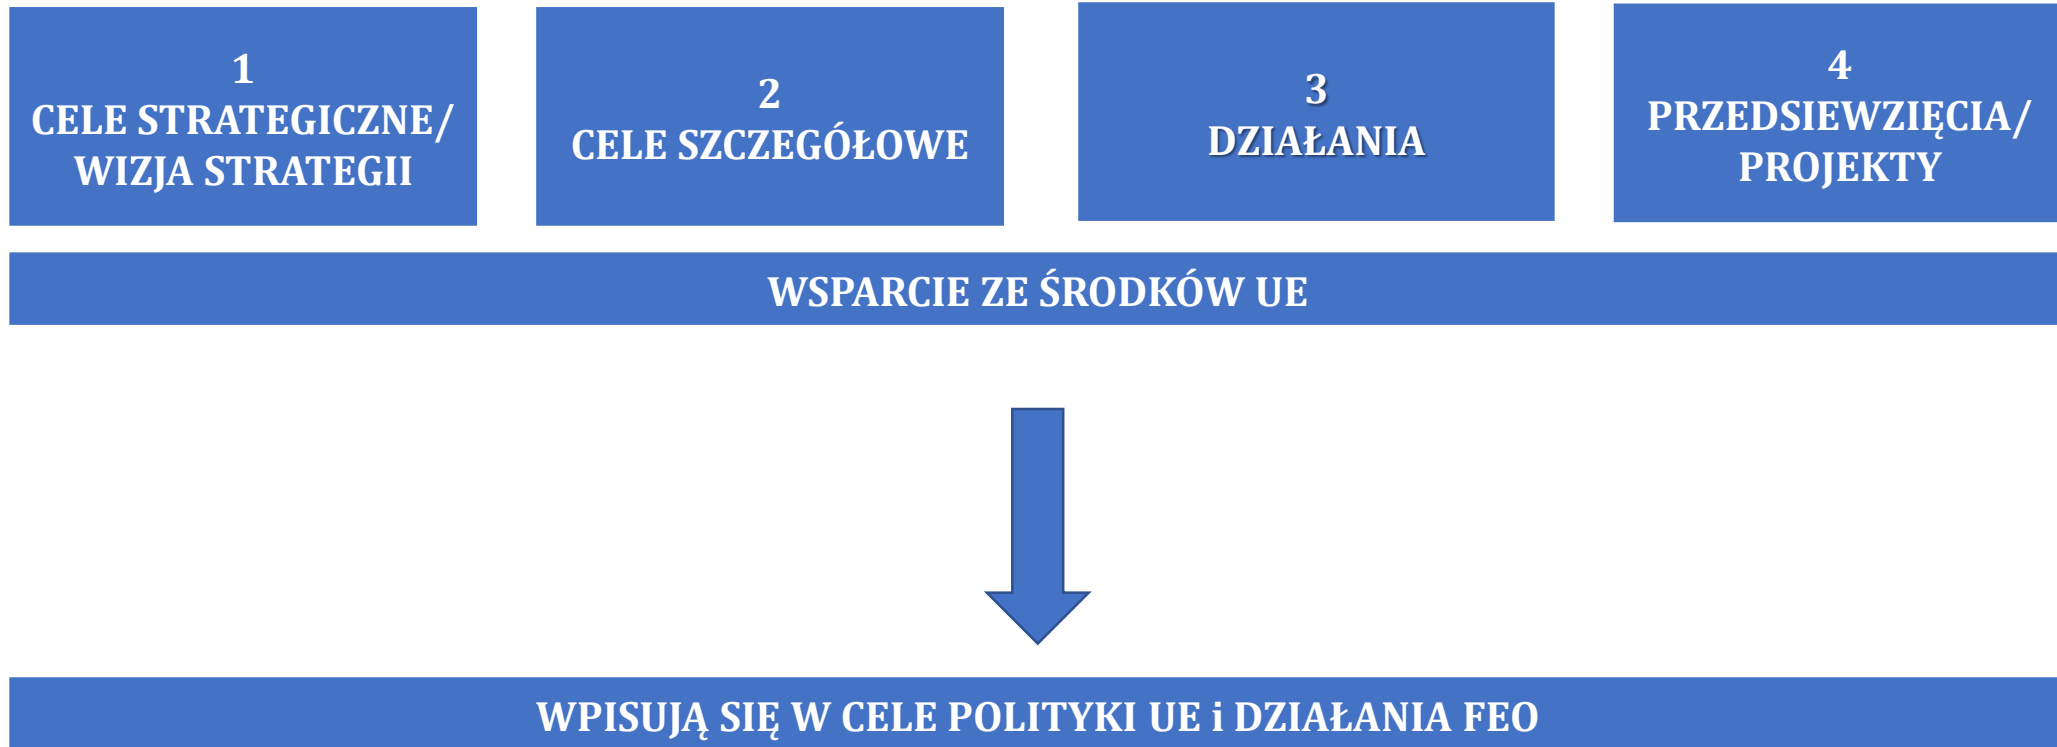 1
CELE STRATEGICZNE/
WIZJA STRATEGII
2
CELE SZCZEGÓŁOWE
3
DZIAŁANIA
4
PRZEDSIEWZIĘCIA/
PROJEKTY
WSPARCIE ZE ŚRODKÓW UE
WPISUJĄ SIĘ W CELE POLITYKI UE i DZIAŁANIA FEO